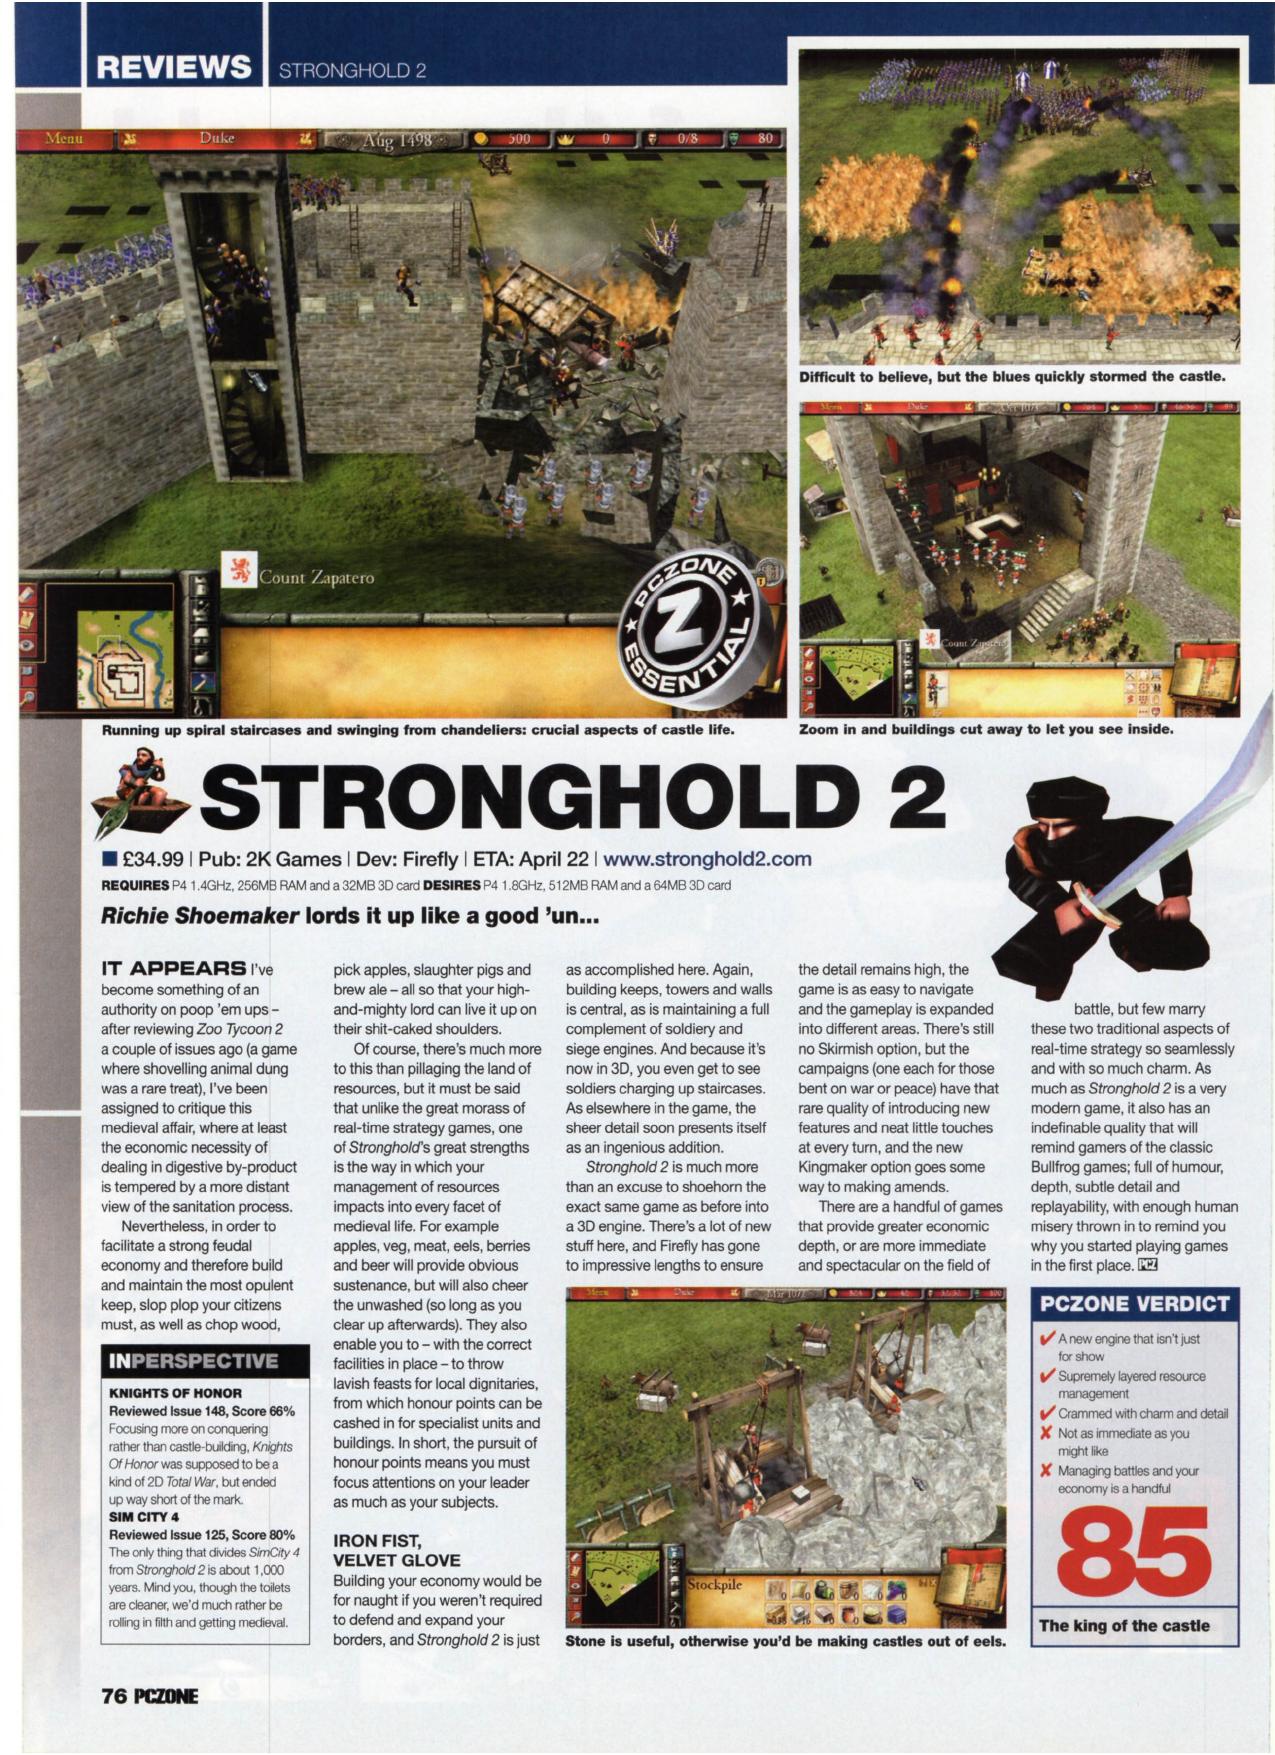 REVIEWS
STRONGHOLD 2
Menu
Duke
Aug 1498
500
0
0/8
80
Count Zapatero
PCZONE
Z
ESSENTIAL
Difficult to believe, but the blues quickly stormed the castle.
Menu
Duke
Count
Running up spiral staircases and swinging from chandeliers: crucial aspects of castle life.
Zoom in and buildings cut away to let you see inside.
STRONGHOLD 2
£34.99 | Pub: 2K Games | Dev: Firefly | ETA: April 22 | www.stronghold2.com
REQUIRES P4 1.4GHz, 256MB RAM and a 32MB 3D card DESIRES P4 1.8GHz, 512MB RAM and a 64MB 3D card
Richie Shoemaker lords it up like a good 'un...
IT APPEARS I've
become something of an
authority on poop 'em ups –
after reviewing Zoo Tycoon 2
a couple of issues ago (a game
where shovelling animal dung
was a rare treat), I've been
assigned to critique this
medieval affair, where at least
the economic necessity of
dealing in digestive by-product
is tempered by a more distant
view of the sanitation process.
Nevertheless, in order to
facilitate a strong feudal
economy and therefore build
and maintain the most opulent
keep, slop plop your citizens
must, as well as chop wood,
INPERSPECTIVE
KNIGHTS OF HONOR
Reviewed Issue 148, Score 66%
Focusing more on conquering
rather than castle-building, Knights
Of Honor was supposed to be a
kind of 2D Total War, but ended
up way short of the mark.
SIM CITY 4
Reviewed Issue 125, Score 80%
The only thing that divides SimCity 4
from Stronghold 2 is about 1,000
years. Mind you, though the toilets
are cleaner, we'd much rather be
rolling in filth and getting medieval.
pick apples, slaughter pigs and
brew ale – all so that your high-
and-mighty lord can live it up on
their shit-caked shoulders.
Of course, there's much more
to this than pillaging the land of
resources, but it must be said
that unlike the great morass of
real-time strategy games, one
of Stronghold's great strengths
is the way in which your
management of resources
impacts into every facet of
medieval life. For example
apples, veg, meat, eels, berries
and beer will provide obvious
sustenance, but will also cheer
the unwashed (so long as you
clear up afterwards). They also
enable you to – with the correct
facilities in place – to throw
lavish feasts for local dignitaries,
from which honour points can be
cashed in for specialist units and
buildings. In short, the pursuit of
honour points means you must
focus attentions on your leader
as much as your subjects.
IRON FIST,
VELVET GLOVE
Building your economy would be
for naught if you weren't required
to defend and expand your
borders, and Stronghold 2 is just
as accomplished here. Again,
building keeps, towers and walls
is central, as is maintaining a full
complement of soldiery and
siege engines. And because it's
now in 3D, you even get to see
soldiers charging up staircases.
As elsewhere in the game, the
sheer detail soon presents itself
as an ingenious addition.
Stronghold 2 is much more
than an excuse to shoehorn the
exact same game as before into
a 3D engine. There's a lot of new
stuff here, and Firefly has gone
to impressive lengths to ensure
the detail remains high, the
game is as easy to navigate
and the gameplay is expanded
into different areas. There's still
no Skirmish option, but the
campaigns (one each for those
bent on war or peace) have that
rare quality of introducing new
features and neat little touches
at every turn, and the new
Kingmaker option goes some
way to making amends.
There are a handful of games
that provide greater economic
depth, or are more immediate
and spectacular on the field of
battle, but few marry
these two traditional aspects of
real-time strategy so seamlessly
and with so much charm. As
much as Stronghold 2 is a very
modern game, it also has an
indefinable quality that will
remind gamers of the classic
Bullfrog games; full of humour,
depth, subtle detail and
replayability, with enough human
misery thrown in to remind you
why you started playing games
in the first place. PCZ
Menu
Duke
Stockpile
Stone is useful, otherwise you'd be making castles out of eels.
PCZONE VERDICT
A new engine that isn't just
for show
Supremely layered resource
management
Crammed with charm and detail
Not as immediate as you
might like
Managing battles and your
economy is a handful
85
The king of the castle
76 PCZONE